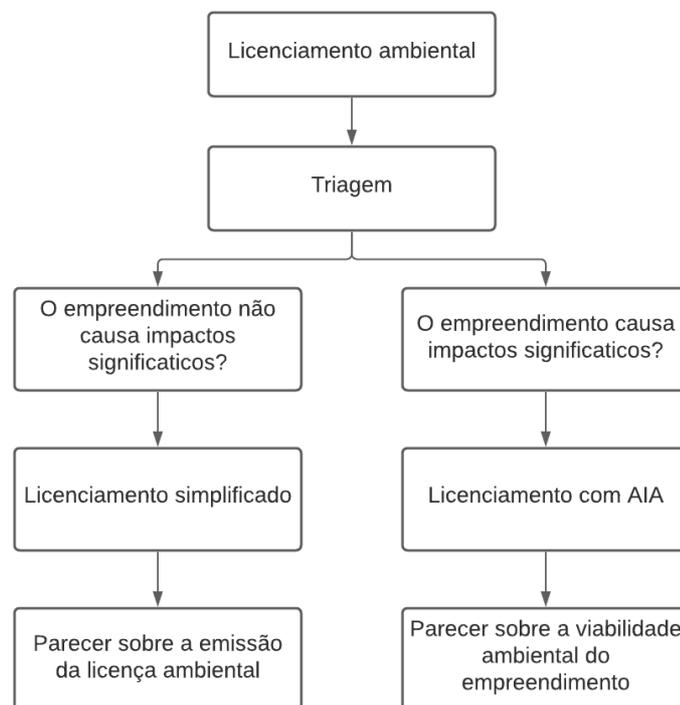 Licenciamento ambiental
Triagem
O empreendimento não
causa impactos
significaticos?
O empreendimento causa
impactos significaticos?
Licenciamento simplificado
Licenciamento com AIA
Parecer sobre a emissão
da licença ambiental
Parecer sobre a viabilidade
ambiental do
empreendimento